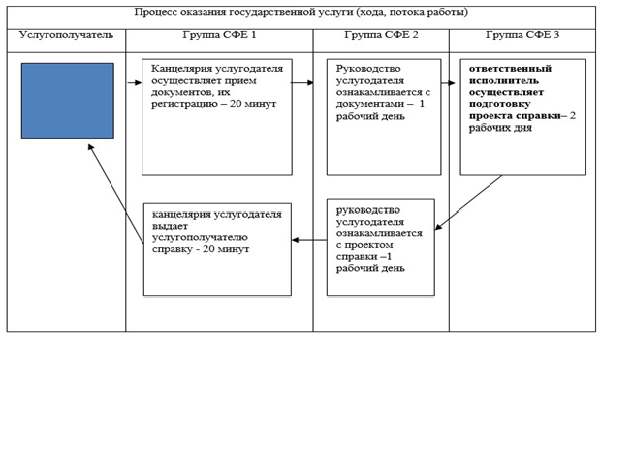 Процесс оказания государственной услуги (хода, потока работы)
Услугополучатель
Группа СФЕ 1
Группа СФЕ 2
Группа СФЕ 3
Канцелярия услугодателя
осуществляет прием
документов, их
регистрацию – 20 минут
Руководство
услугодателя
ознакамливается с
документами – 1
рабочий день
ответственный
исполнитель
осуществляет
подготовку
проекта справки– 2
рабочих дня
канцелярия услугодателя
выдает
услугополучателю
справку - 20 минут
руководство
услугодателя
ознакамливается
с проектом
справки –1
рабочий день